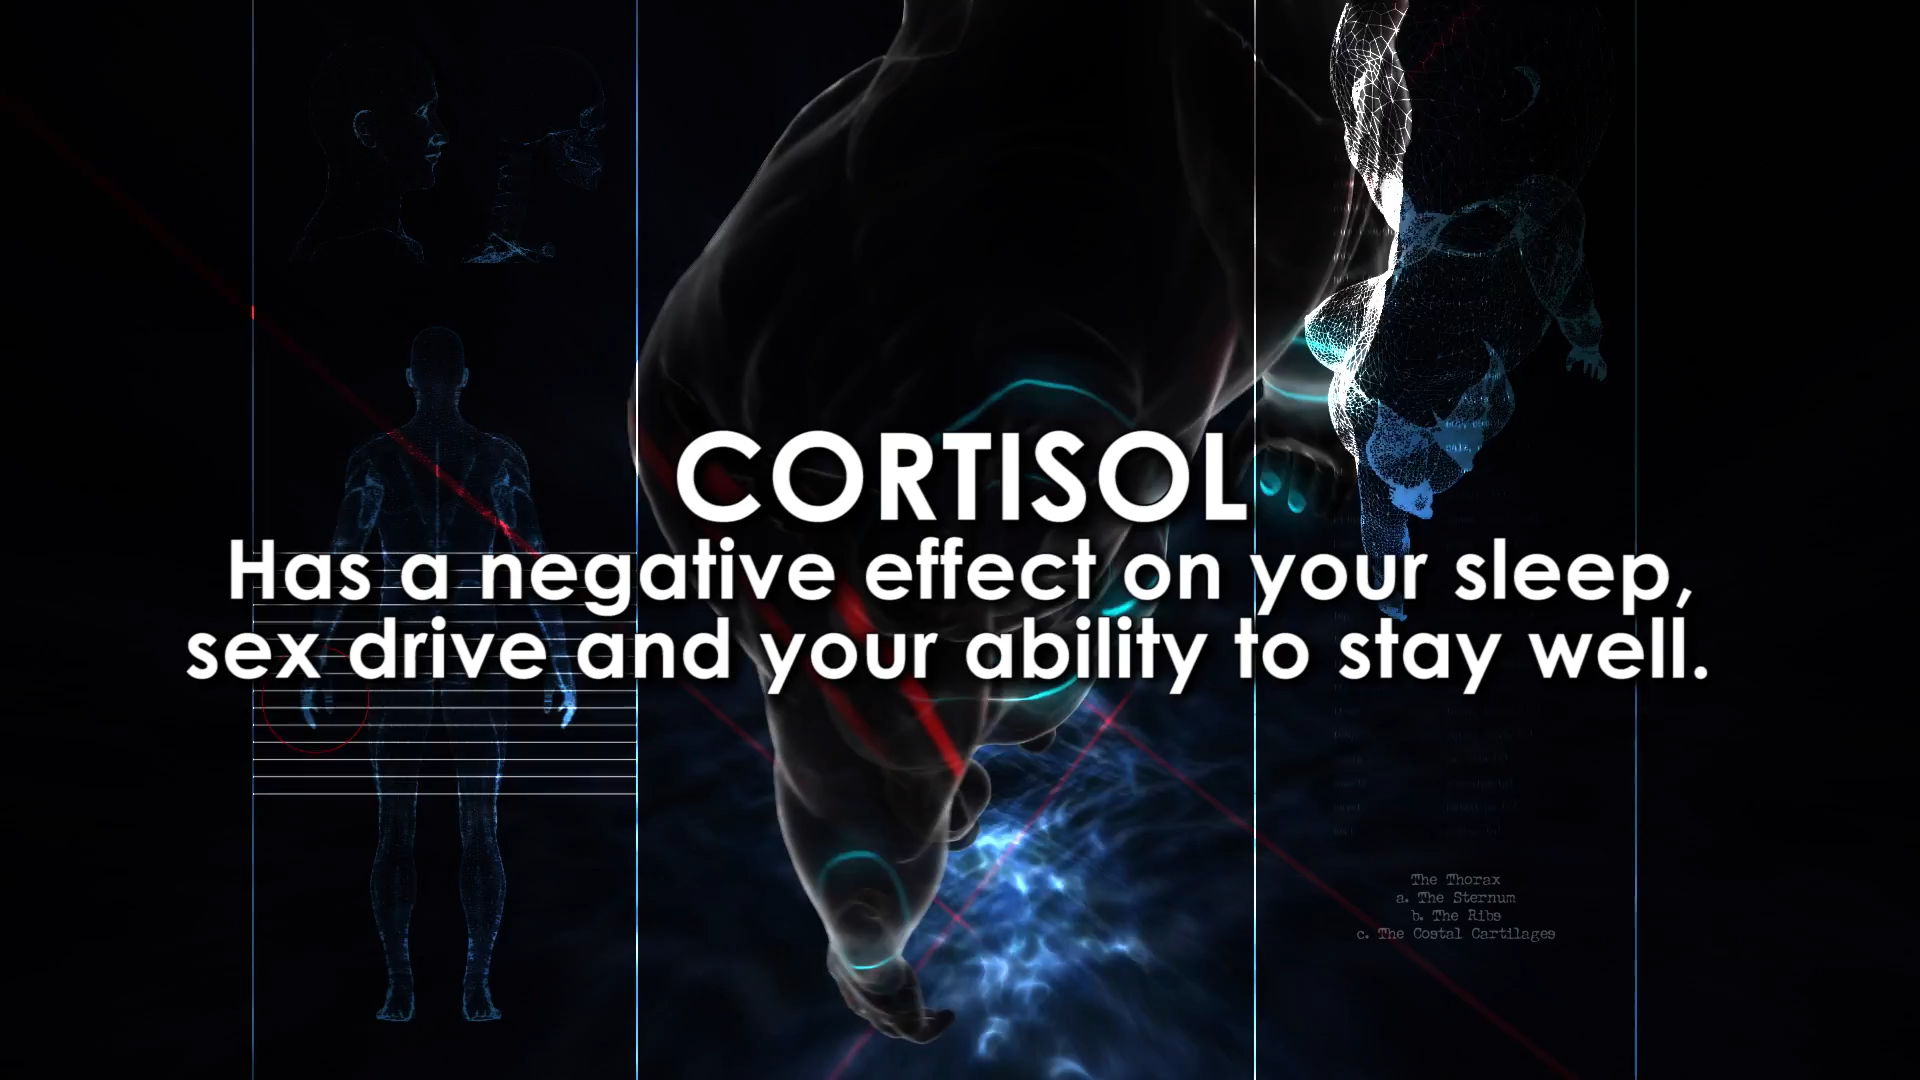 CORTISOL
Has a negative effect on your sleep,
sex drive and your ability to stay well.
The Thorax
a. The Sternum
b. The Ribs
c. The Costal Cartilages